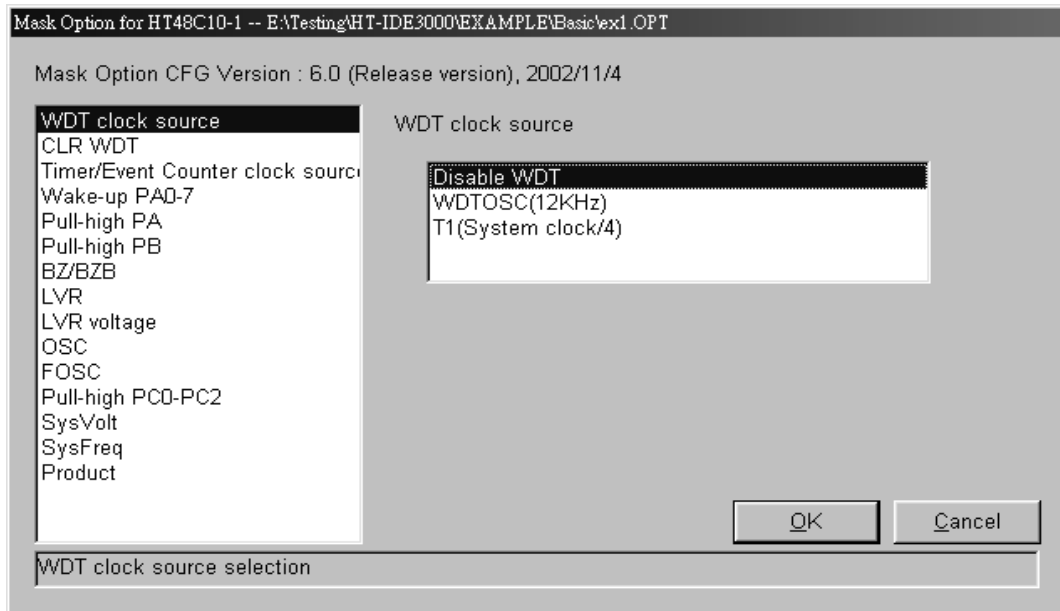 Mask Option for HT48C10-1 -- E:\Testing\HT-IDE3000\EXAMPLE\Basic\ex1.OPT
Mask Option CFG Version : 6.0 (Release version), 2002/11/4
WDT clock source
CLR WDT
Timer/Event Counter clock sourc
Wake-up PA0-7
Pull-high PA
Pull-high PB
BZ/BZB
LVR
LVR voltage
OSC
FOSC
Pull-high PC0-PC2
SysVolt
SysFreq
Product
WDT clock source
Disable WDT
WDTOSC(12KHz)
T1(System clock/4)
OK
Cancel
WDT clock source selection